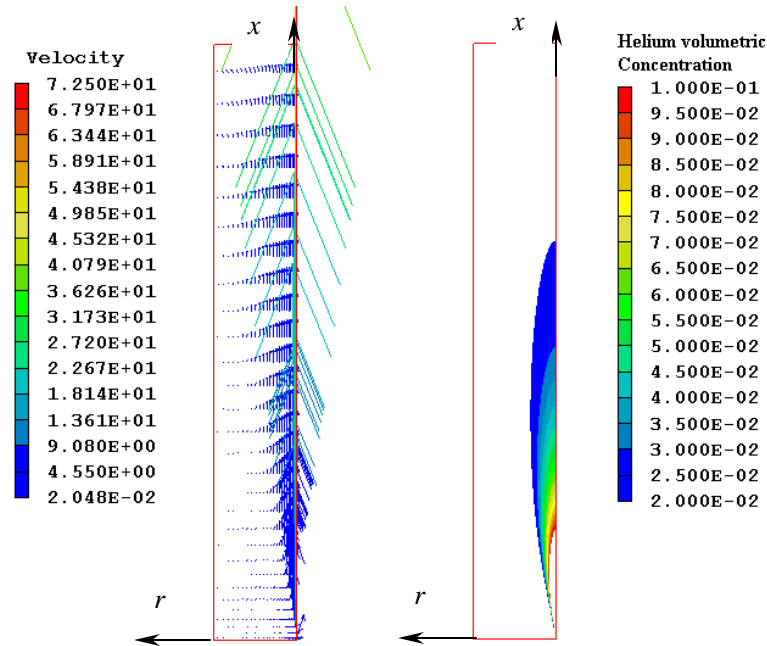 x
Velocity
7.250E+01
6.797E+01
6.344E+01
5.891E+01
5.438E+01
4.985E+01
4.532E+01
4.079E+01
3.626E+01
3.173E+01
2.720E+01
2.267E+01
1.814E+01
1.361E+01
9.080E+00
4.550E+00
2.048E-02
r
x
Helium volumetric
Concentration
1.000E-01
9.500E-02
9.000E-02
8.500E-02
8.000E-02
7.500E-02
7.000E-02
6.500E-02
6.000E-02
5.500E-02
5.000E-02
4.500E-02
4.000E-02
3.500E-02
3.000E-02
2.500E-02
2.000E-02
r